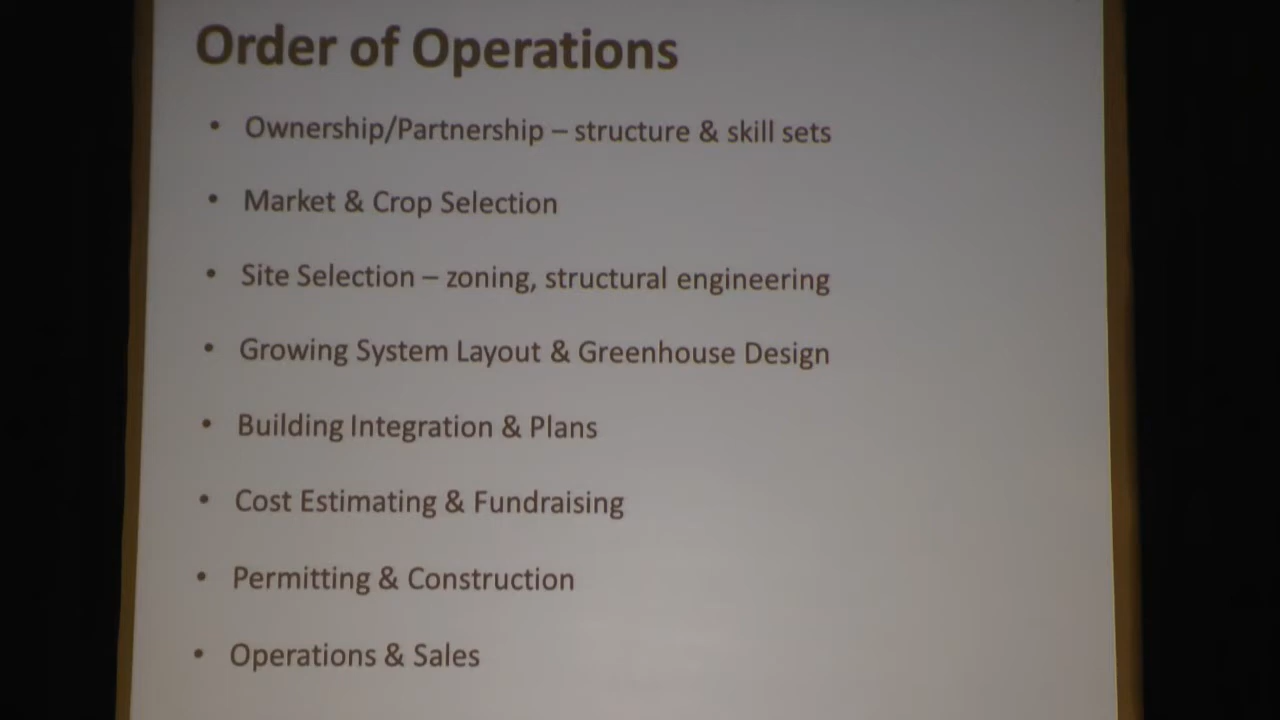 Order of Operations
• Ownership/Partnership – structure & skill sets
• Market & Crop Selection
• Site Selection – zoning, structural engineering
• Growing System Layout & Greenhouse Design
• Building Integration & Plans
• Cost Estimating & Fundraising
• Permitting & Construction
• Operations & Sales